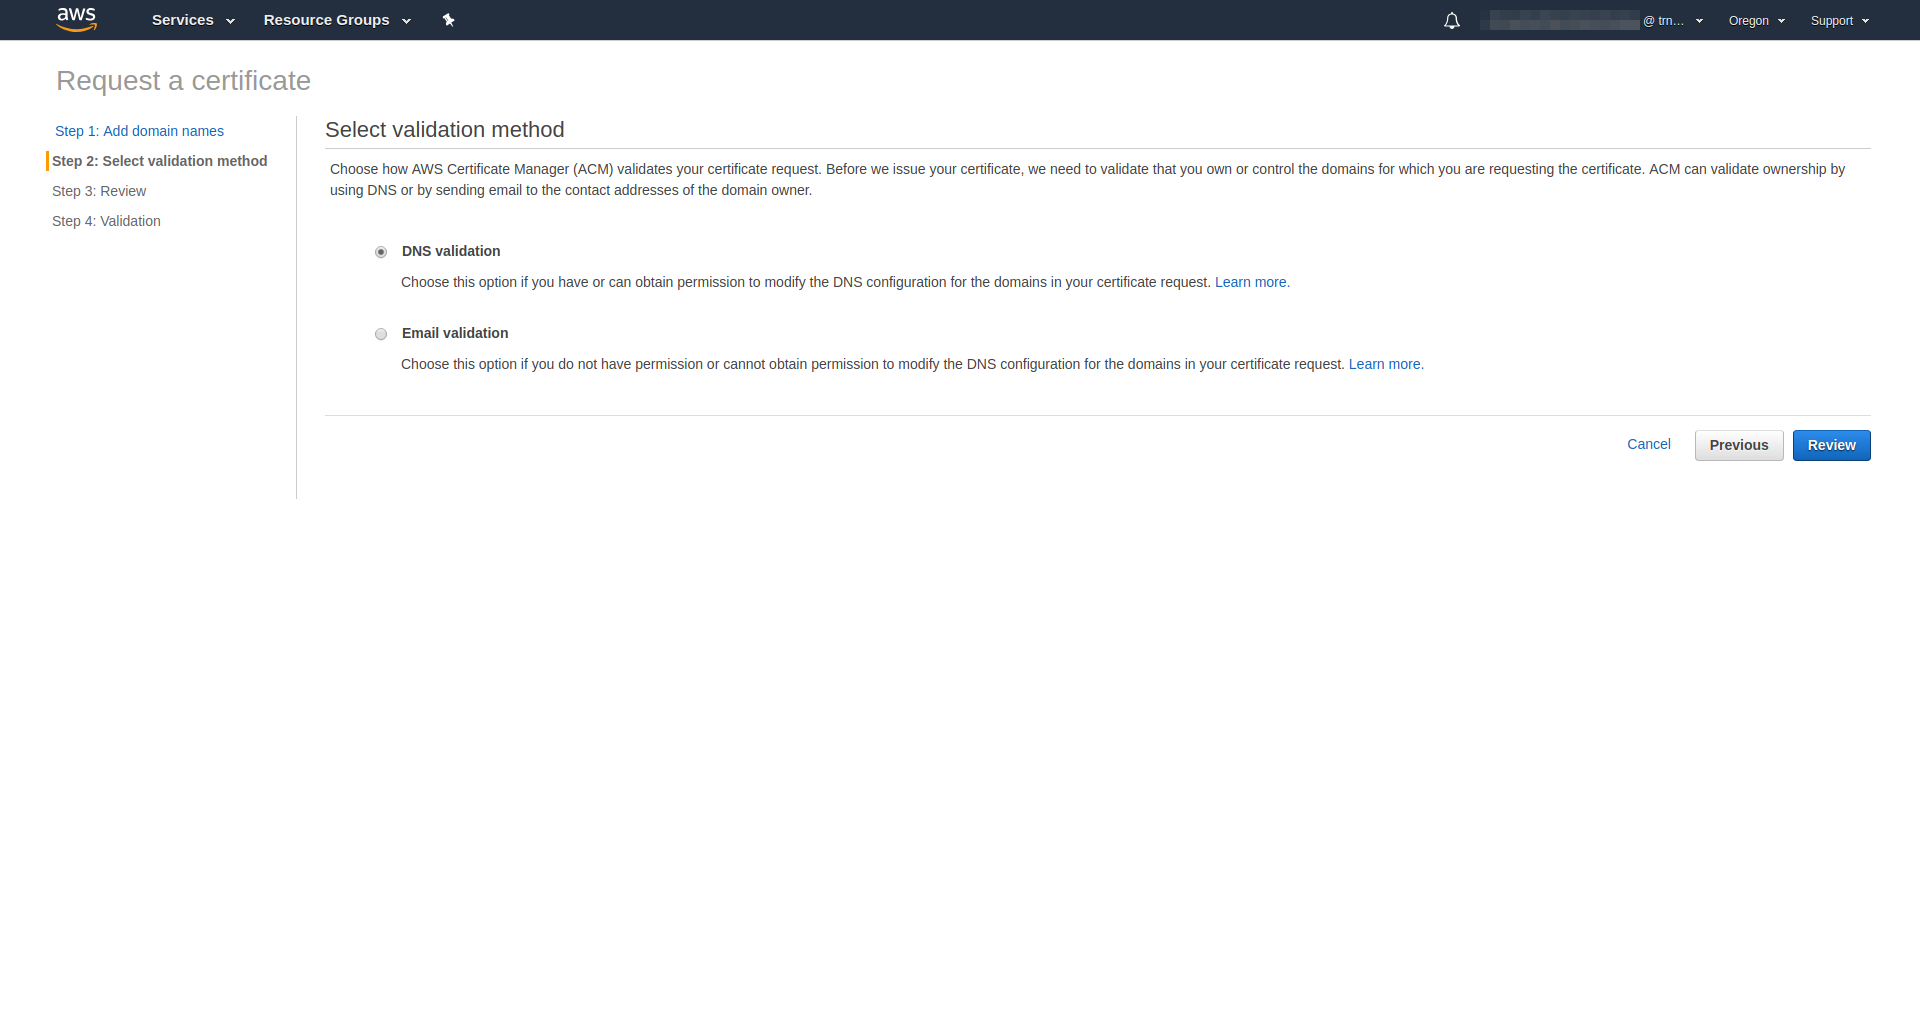 aws Services Resource Groups @ trn... Oregon Support
Request a certificate
Step 1: Add domain names
Step 2: Select validation method
Step 3: Review
Step 4: Validation
Select validation method
Choose how AWS Certificate Manager (ACM) validates your certificate request. Before we issue your certificate, we need to validate that you own or control the domains for which you are requesting the certificate. ACM can validate ownership by
using DNS or by sending email to the contact addresses of the domain owner.
DNS validation
Choose this option if you have or can obtain permission to modify the DNS configuration for the domains in your certificate request. Learn more.
Email validation
Choose this option if you do not have permission or cannot obtain permission to modify the DNS configuration for the domains in your certificate request. Learn more.
Cancel Previous Review